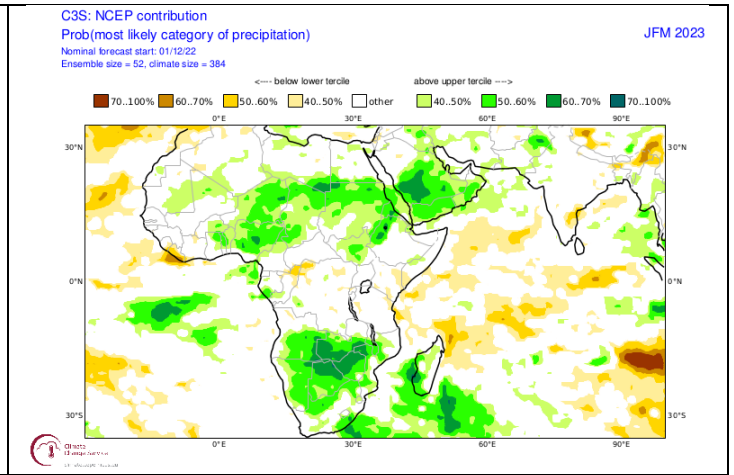 C3S: NCEP contribution
Prob(most likely category of precipitation)
JFM 2023
Nominal forecast start: 01/12/22
Ensemble size = 52, climate size = 384
<---- below lower tercile
above upper tercile ---->
70..100% 60..70% 50..60% 40..50% other 40..50% 50..60% 60..70% 70..100%
0°E 30°E 60°E 90°E
30°N 30°N
0°N 0°N
30°S 30°S
0°E 30°E 60°E 90°E
Climate
Change Service